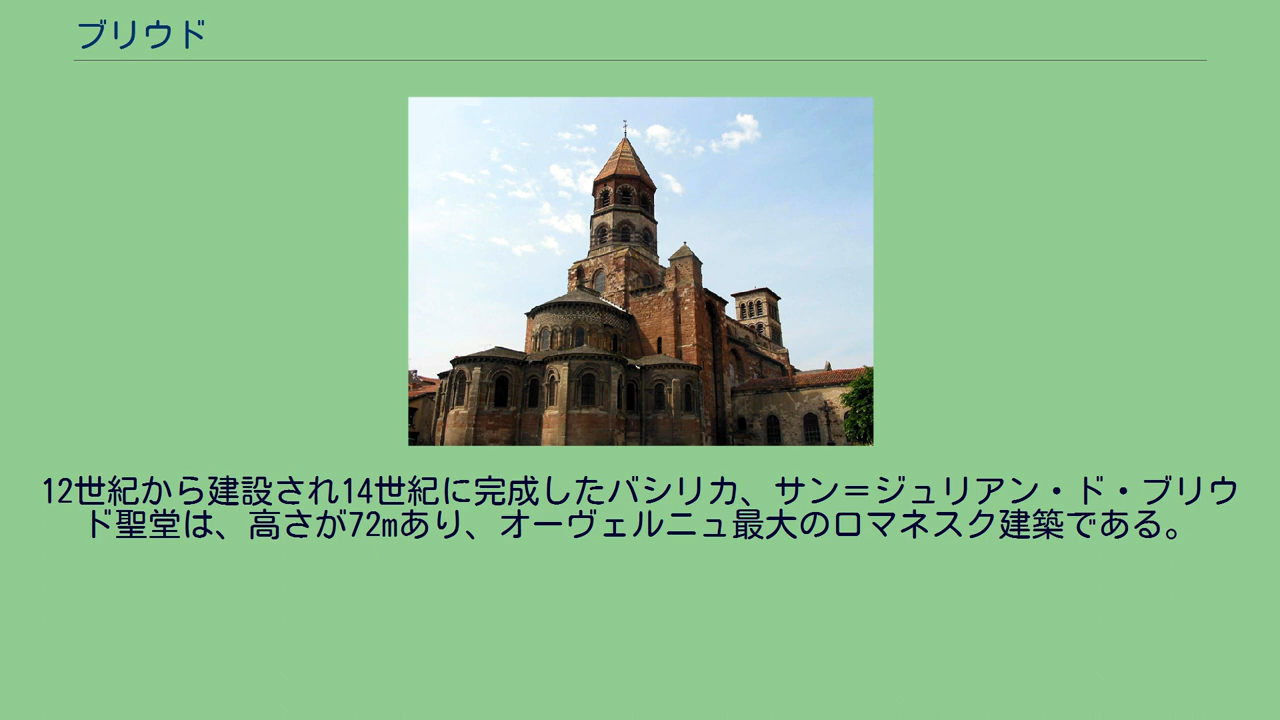 ブリウド
12世紀から建設され14世紀に完成したバシリカ、サン＝ジュリアン・ド・ブリウ
ド聖堂は、高さが72mあり、オーヴェルニュ最大のロマネスク建築である。